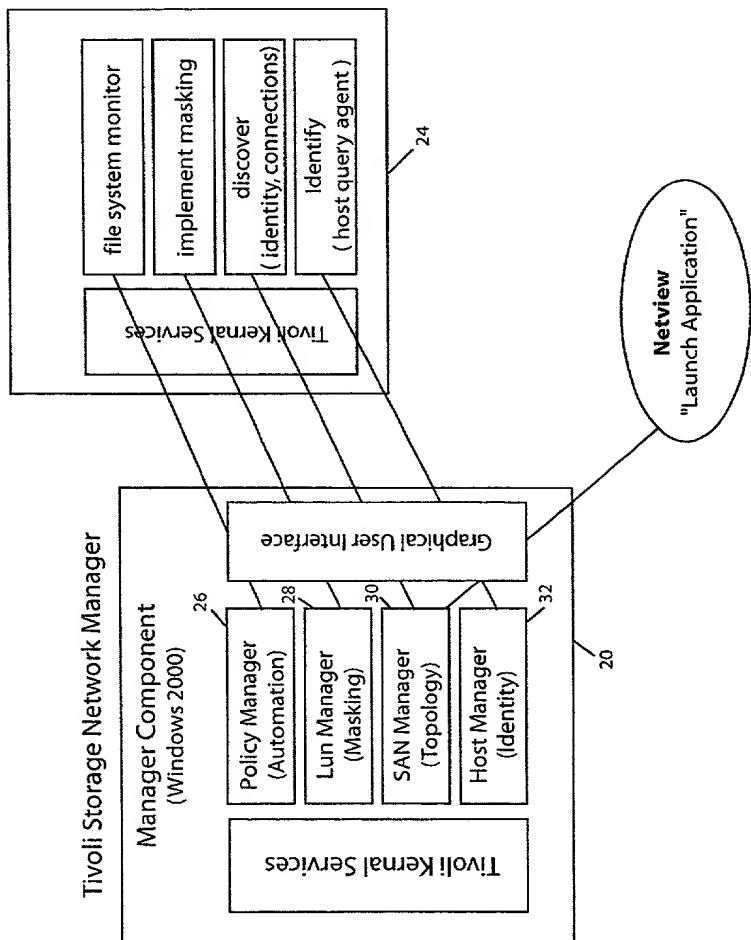 Tivoli Storage Network Manager
Manager Component
(Windows 2000)
Tivoli Kernal Services
Policy Manager
(Automation)
26
Lun Manager
(Masking)
28
SAN Manager
(Topology)
30
Host Manager
(Identity)
32
Graphical User Interface
20
Tivoli Kernal Services
file system monitor
implement masking
discover
(identity, connections)
Identify
( host query agent )
24
Netview
"Launch Application"